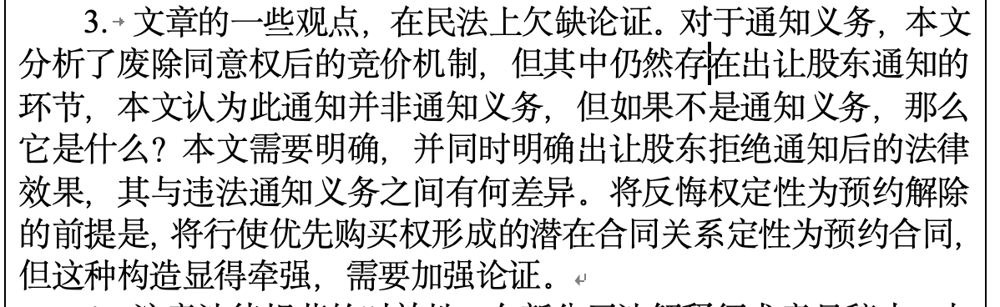 3. 文章的一些观点，在民法上欠缺论证。对于通知义务，本文
分析了废除同意权后的竞价机制，但其中仍然存在出让股东通知的
环节，本文认为此通知并非通知义务，但如果不是通知义务，那么
它是什么？本文需要明确，并同时明确出让股东拒绝通知后的法律
效果，其与违法通知义务之间有何差异。将反悔权定性为预约解除
的前提是，将行使优先购买权形成的潜在合同关系定性为预约合同，
但这种构造显得牵强，需要加强论证。